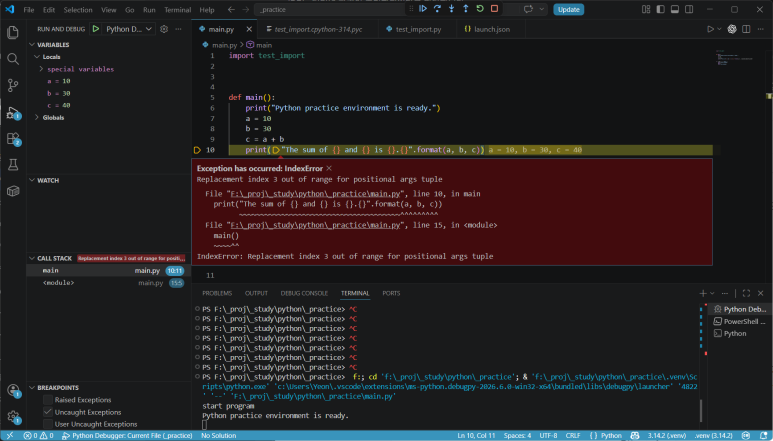 File Edit Selection View Go Run Terminal Help
_practice
Update
RUN AND DEBUG Python D...
main.py
test_import.cpython-314.pyc
test_import.py
launch.json
main.py > main
VARIABLES
Locals
special variables
a = 10
b = 30
c = 40
Globals
WATCH
CALL STACK Replacement index 3 out of range for positi...
main main.py 10:11
<module> main.py 15:5
BREAKPOINTS
Raised Exceptions
Uncaught Exceptions
User Uncaught Exceptions
1 import test_import
2
3
4
5 def main():
6 print("Python practice environment is ready.")
7 a = 10
8 b = 30
9 c = a + b
10 print("The sum of {} and {} is {}.{}".format(a, b, c)) a = 10, b = 30, c = 40
Exception has occurred: IndexError
Replacement index 3 out of range for positional args tuple
File "F:\_proj\_study\python\_practice\main.py", line 10, in main
print("The sum of {} and {} is {}.{}".format(a, b, c))
~~~~~~~~~~~~~~~~~~~~~~~~~~~~~~~~~~~~~~^^^^^^^^^
File "F:\_proj\_study\python\_practice\main.py", line 15, in <module>
main()
~~~~^^
IndexError: Replacement index 3 out of range for positional args tuple
11
PROBLEMS OUTPUT DEBUG CONSOLE TERMINAL PORTS
PS F:\_proj\_study\python\_practice> ^C
PS F:\_proj\_study\python\_practice> ^C
PS F:\_proj\_study\python\_practice> ^C
PS F:\_proj\_study\python\_practice> ^C
PS F:\_proj\_study\python\_practice> ^C
PS F:\_proj\_study\python\_practice> ^C
PS F:\_proj\_study\python\_practice> ^C
PS F:\_proj\_study\python\_practice> f:; cd 'f:\_proj\_study\python\_practice'; & 'f:\_proj\_study\python\_practice\.venv\Sc
ripts\python.exe' 'c:\Users\Yeon\.vscode\extensions\ms-python.debugpy-2026.6.0-win32-x64\bundled\libs\debugpy\launcher' '4822
' '--' 'F:\_proj\_study\python\_practice\main.py'
start program
Python practice environment is ready.
Python Deb...
PowerShell ...
Python
0 0 Python Debugger: Current File (_practice) No Solution
Ln 10, Col 11 Spaces: 4 UTF-8 CRLF {} Python 3.14.2 (.venv) .venv (3.14.2)